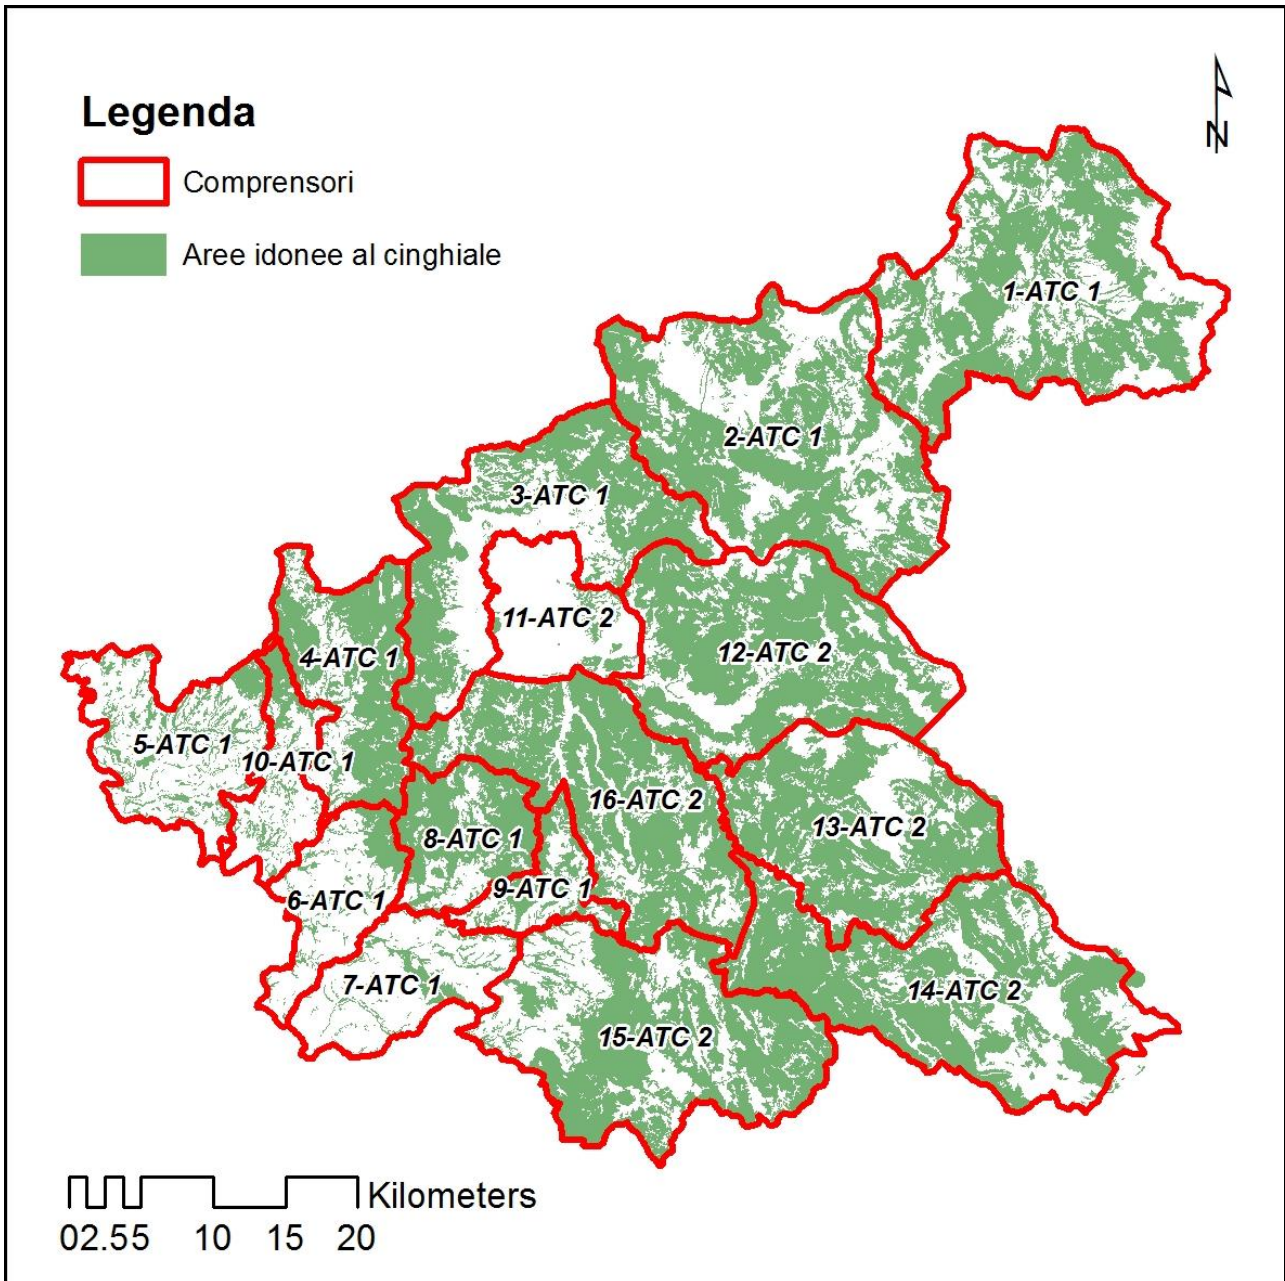 Legenda
N
Comprensori
Aree idonee al cinghiale
1-ATC 1
2-ATC 1
3-ATC 1
11-ATC 2
4-ATC 1
12-ATC 2
5-ATC 1
10-ATC 1
16-ATC 2
13-ATC 2
8-ATC 1
9-ATC 1
6-ATC 1
7-ATC 1
14-ATC 2
15-ATC 2
Kilometers
02.55 10 15 20